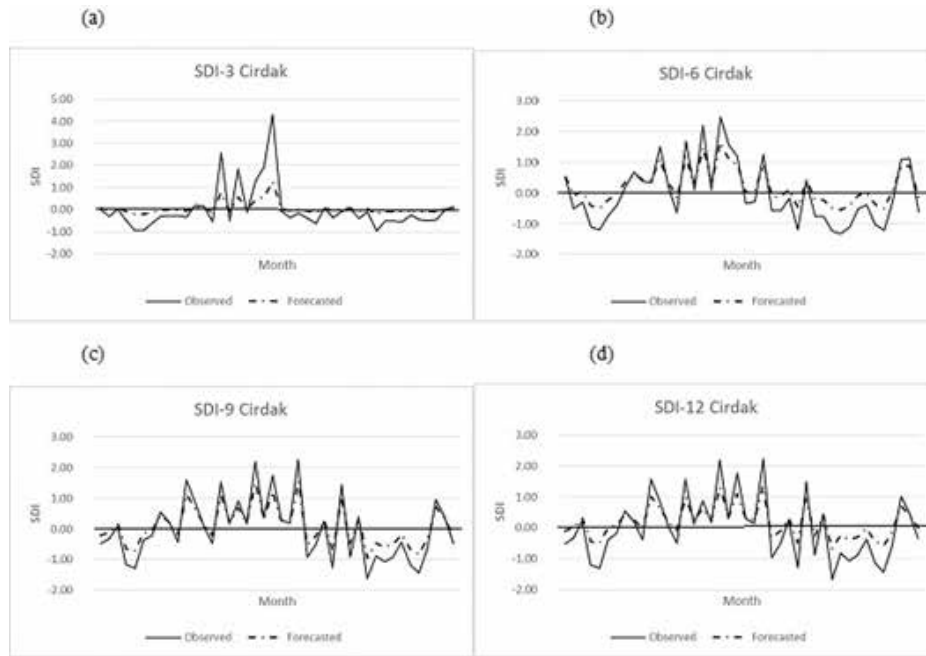 (a)
SDI-3 Cirdak
5.00
4.00
3.00
2.00
1.00
0.00
-1.00
-2.00
SDI
Month
Observed Forecasted
(b)
SDI-6 Cirdak
3.00
2.00
1.00
0.00
-1.00
-2.00
SDI
Month
Observed Forecasted
(c)
SDI-9 Cirdak
3.00
2.00
1.00
0.00
-1.00
-2.00
SDI
Month
Observed Forecasted
(d)
SDI-12 Cirdak
3.00
2.00
1.00
0.00
-1.00
-2.00
SDI
Month
Observed Forecasted